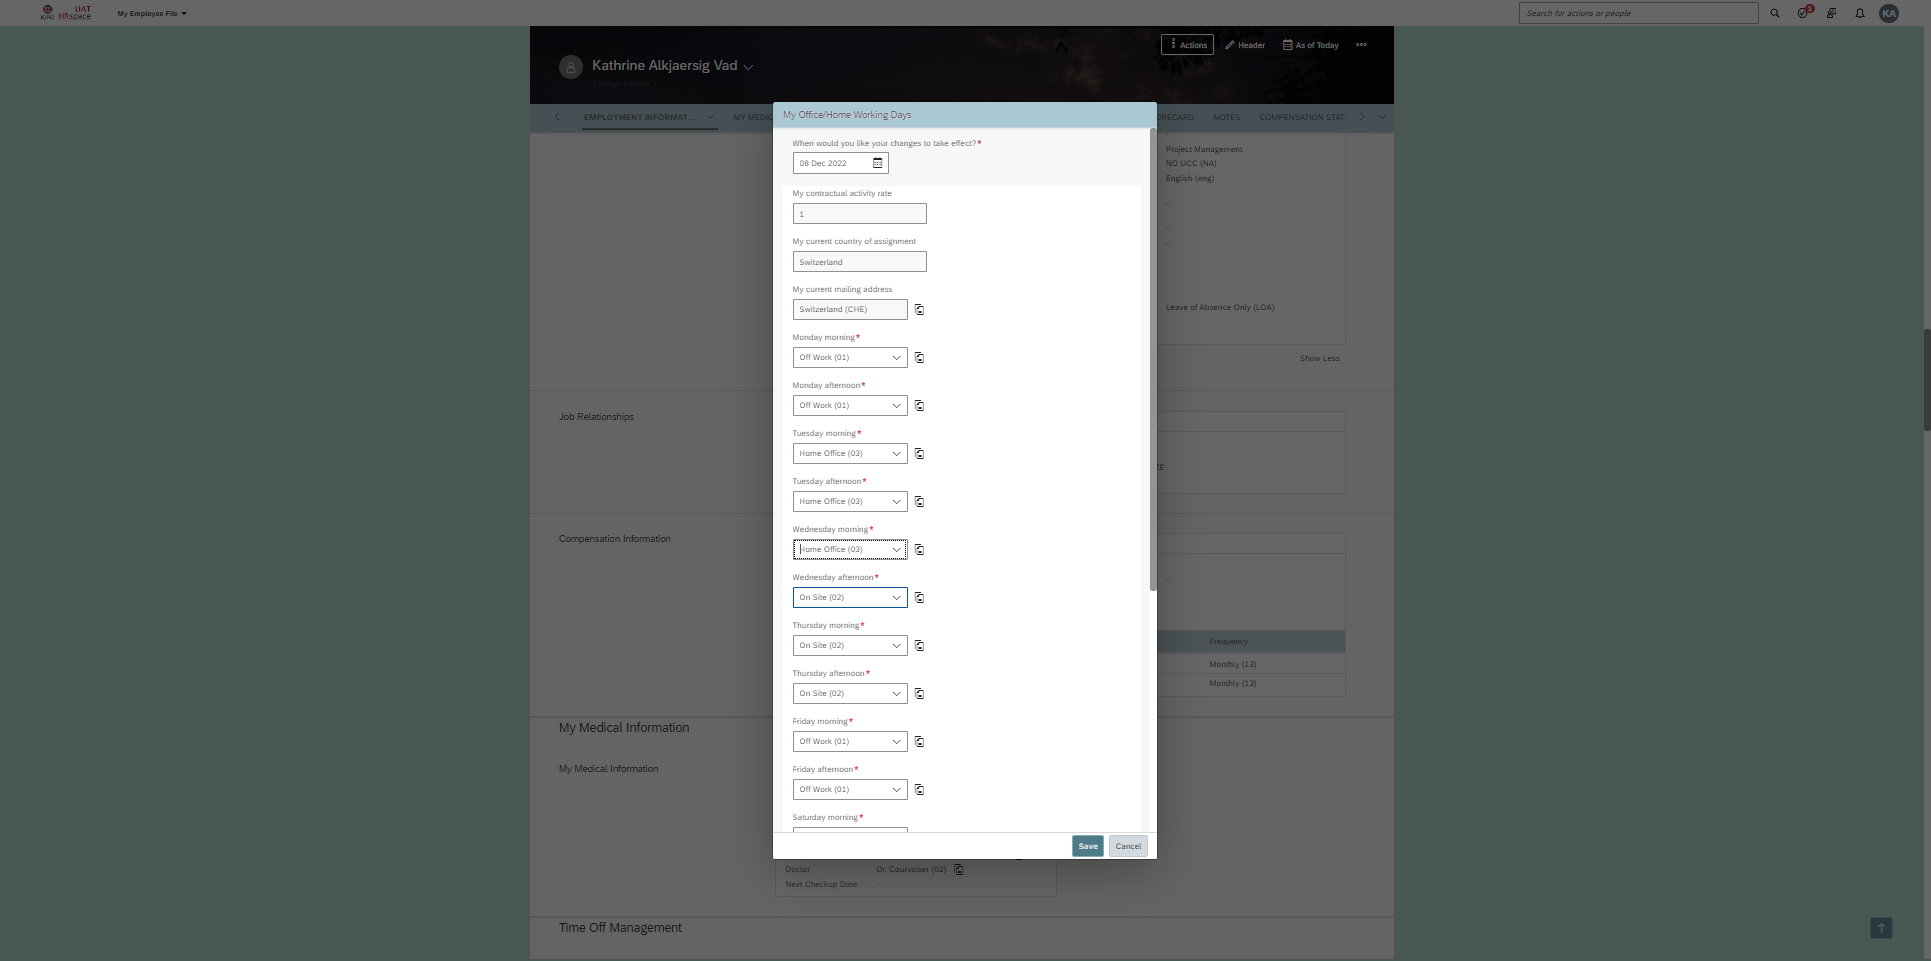 UAT
ICRC HRspace
My Employee File
Search for actions or people
1
KA
Actions
Header
As of Today
Kathrine Alkjaersig Vad
EMPLOYMENT INFORMAT...
MY MEDIC
ORECARD
NOTES
COMPENSATION STAT
My Office/Home Working Days
When would you like your changes to take effect?*
08 Dec 2022
My contractual activity rate
1
My current country of assignment
Switzerland
My current mailing address
Switzerland (CHE)
Monday morning*
Off Work (01)
Monday afternoon*
Off Work (01)
Tuesday morning*
Home Office (03)
Tuesday afternoon*
Home Office (03)
Wednesday morning*
Home Office (03)
Wednesday afternoon*
On Site (02)
Thursday morning*
On Site (02)
Thursday afternoon*
On Site (02)
Friday morning*
Off Work (01)
Friday afternoon*
Off Work (01)
Saturday morning*
Save
Cancel
Project Management
NO UCC (NA)
English (eng)
Leave of Absence Only (LOA)
Show Less
Job Relationships
Compensation Information
Frequency
Monthly (13)
Monthly (13)
My Medical Information
My Medical Information
Doctor
Dr. Courvoiser (02)
Next Checkup Date
-
Time Off Management